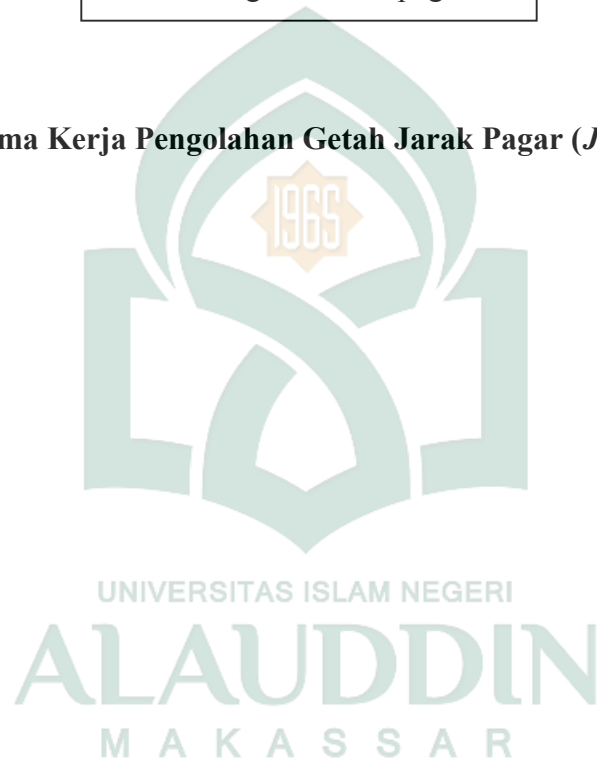 ma Kerja Pengolahan Getah Jarak Pagar (J
1965
UNIVERSITAS ISLAM NEGERI
ALAUDDIN
MAKASSAR